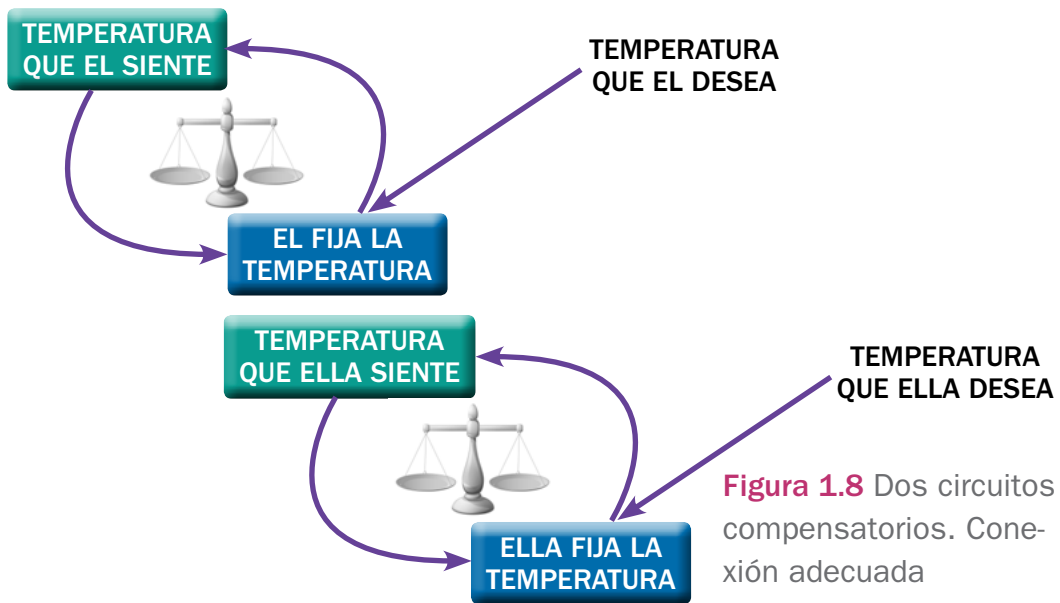 TEMPERATURA
QUE EL SIENTE
TEMPERATURA
QUE EL DESEA
EL FIJA LA
TEMPERATURA
TEMPERATURA
QUE ELLA SIENTE
TEMPERATURA
QUE ELLA DESEA
ELLA FIJA LA
TEMPERATURA
Figura 1.8 Dos circuitos
compensatorios. Cone-
xión adecuada